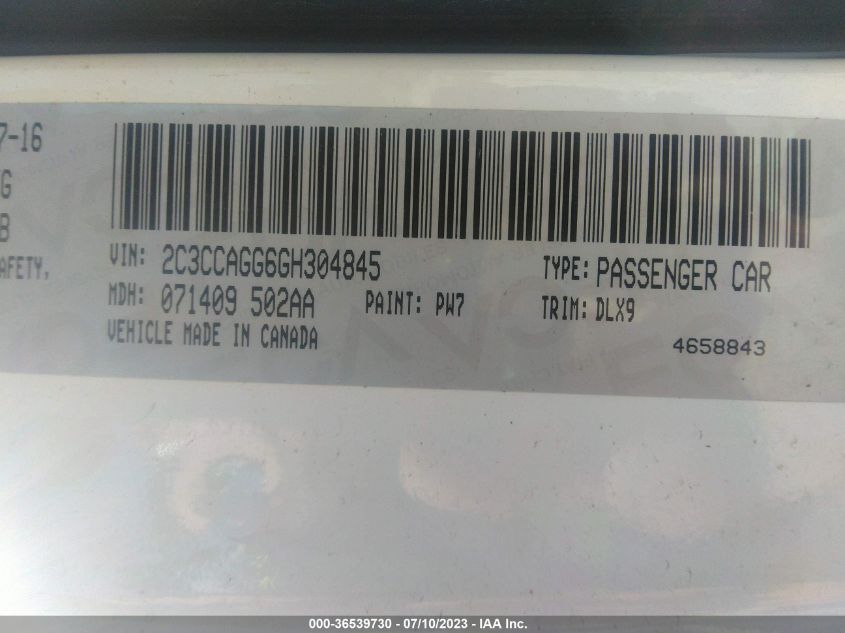 7-16
G
B
AFETY,
VIN: 2C3CCAGG6GH304845
TYPE: PASSENGER CAR
MDH: 071409 502AA
PAINT: PW7
TRIM: DLX9
VEHICLE MADE IN CANADA
4658843
000-36539730 - 07/10/2023 - IAA Inc.